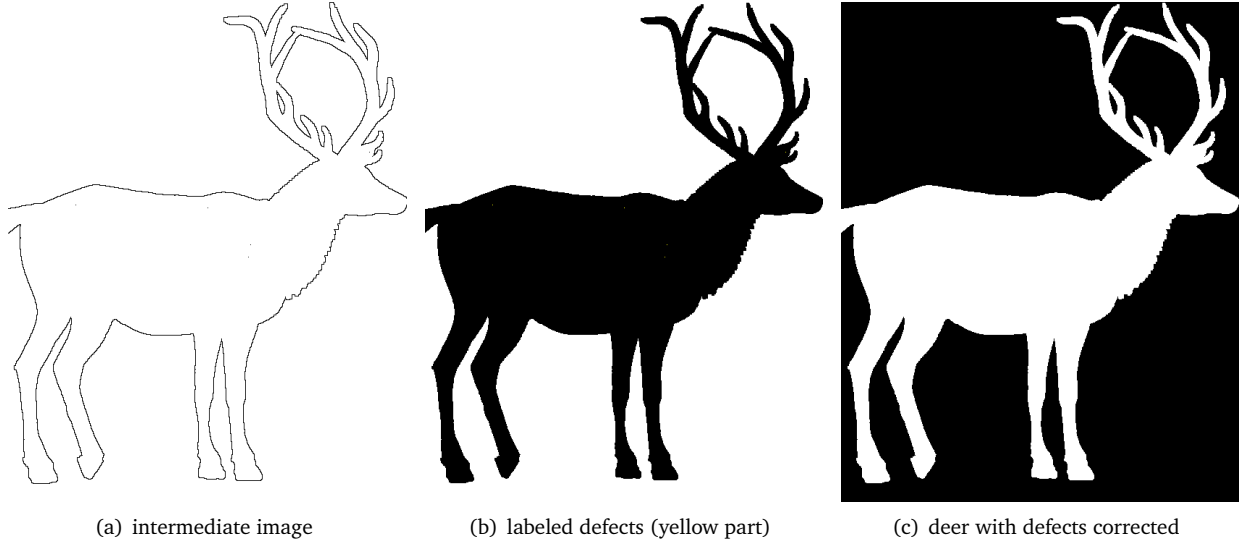 (a) intermediate image
(b) labeled defects (yellow part)
(c) deer with defects corrected